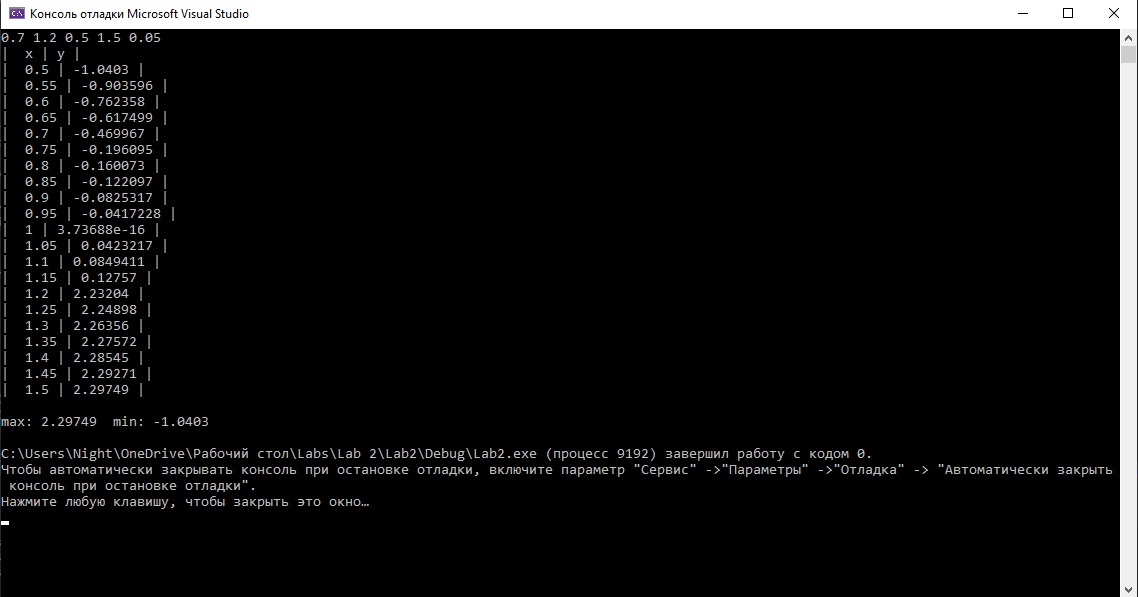 Консоль отладки Microsoft Visual Studio
0.7 1.2 0.5 1.5 0.05
|  x | y |
|  0.5 | -1.0403 |
|  0.55 | -0.903596 |
|  0.6 | -0.762358 |
|  0.65 | -0.617499 |
|  0.7 | -0.469967 |
|  0.75 | -0.196095 |
|  0.8 | -0.160073 |
|  0.85 | -0.122097 |
|  0.9 | -0.0825317 |
|  0.95 | -0.0417228 |
|  1 | 3.73688e-16 |
|  1.05 | 0.0423217 |
|  1.1 | 0.0849411 |
|  1.15 | 0.12757 |
|  1.2 | 2.23204 |
|  1.25 | 2.24898 |
|  1.3 | 2.26356 |
|  1.35 | 2.27572 |
|  1.4 | 2.28545 |
|  1.45 | 2.29271 |
|  1.5 | 2.29749 |
max: 2.29749  min: -1.0403
C:\Users\Night\OneDrive\Рабочий стол\Labs\Lab 2\Lab2\Debug\Lab2.exe (процесс 9192) завершил работу с кодом 0.
Чтобы автоматически закрывать консоль при остановке отладки, включите параметр "Сервис" ->"Параметры" ->"Отладка" -> "Автоматически закрыть
консоль при остановке отладки".
Нажмите любую клавишу, чтобы закрыть это окно…